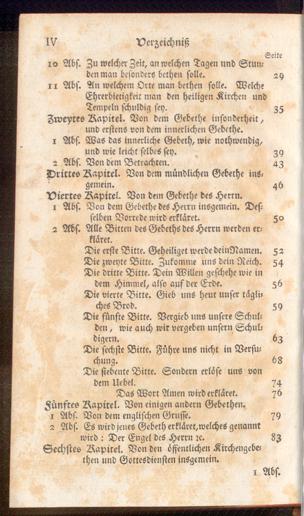 IV Verzeichniß
Seite
10 Abs. Zu welcher Zeit, an welchen Tagen und Stun-
den man besonders bethen solle. 29
11 Abs. An welchem Orte man bethen solle. Welche
Ehrerbietigkeit man den heiligen Kirchen und
Tempeln schuldig sey. 35
Zweytes Kapitel. Von dem Gebethe insonderheit,
und erstens von dem innerlichen Gebethe.
1 Abs. Was das innerliche Gebeth, wie nothwendig,
und wie leicht selbes sey. 39
2 Abs. Von dem Betrachten. 43
Drittes Kapitel. Von dem mündlichen Gebethe ins-
gemein. 46
Viertes Kapitel. Von dem Gebethe des Herrn.
1 Abs. Von dem Gebethe des Herrn insgemein. Des-
selben Vorrede wird erkläret. 50
2 Abs. Alle Bitten des Gebeths des Herrn werden er-
kläret.
Die erste Bitte. Geheiliget werde dein Namen. 52
Die zweyte Bitte. Zukomme uns dein Reich. 54
Die dritte Bitte. Dein Willen geschehe wie in
dem Himmel, also auf der Erde. 56
Die vierte Bitte. Gieb uns heut unser tägli-
ches Brod. 59
Die fünfte Bitte. Vergieb uns unsere Schul-
den, wie auch wir vergeben unsern Schul-
digern. 63
Die sechste Bitte. Führe uns nicht in Versu-
chung. 68
Die siebente Bitte. Sondern erlöse uns von
dem Uebel. 74
Das Wort Amen wird erkläret. 76
Fünftes Kapitel. Von einigen andern Gebethen.
1 Abs. Von dem englischen Gruße. 79
2 Abs. Es wird jenes Gebeth erkläret, welches genannt
wird: Der Engel des Herrn ꝛc. 83
Sechstes Kapitel. Von den öffentlichen Kirchengebe-
then und Gottesdiensten insgemein.
1 Abs.